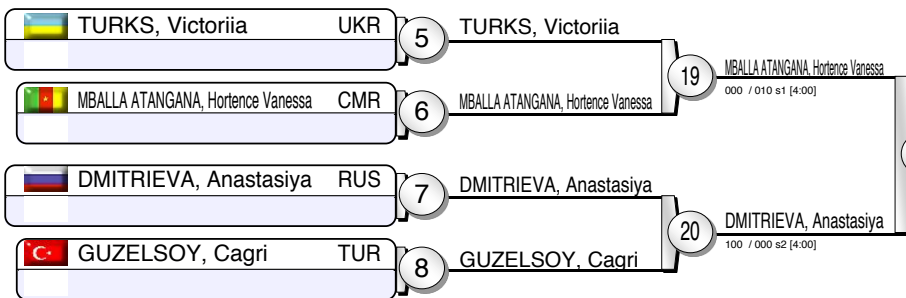 TURKS, Victoriia UKR
5
TURKS, Victoriia
19
MBALLA ATANGANA, Hortence Vanessa
000 / 010 s1 [4:00]
MBALLA ATANGANA, Hortence Vanessa CMR
6
MBALLA ATANGANA, Hortence Vanessa
DMITRIEVA, Anastasiya RUS
7
DMITRIEVA, Anastasiya
20
DMITRIEVA, Anastasiya
100 / 000 s2 [4:00]
GUZELSOY, Cagri TUR
8
GUZELSOY, Cagri